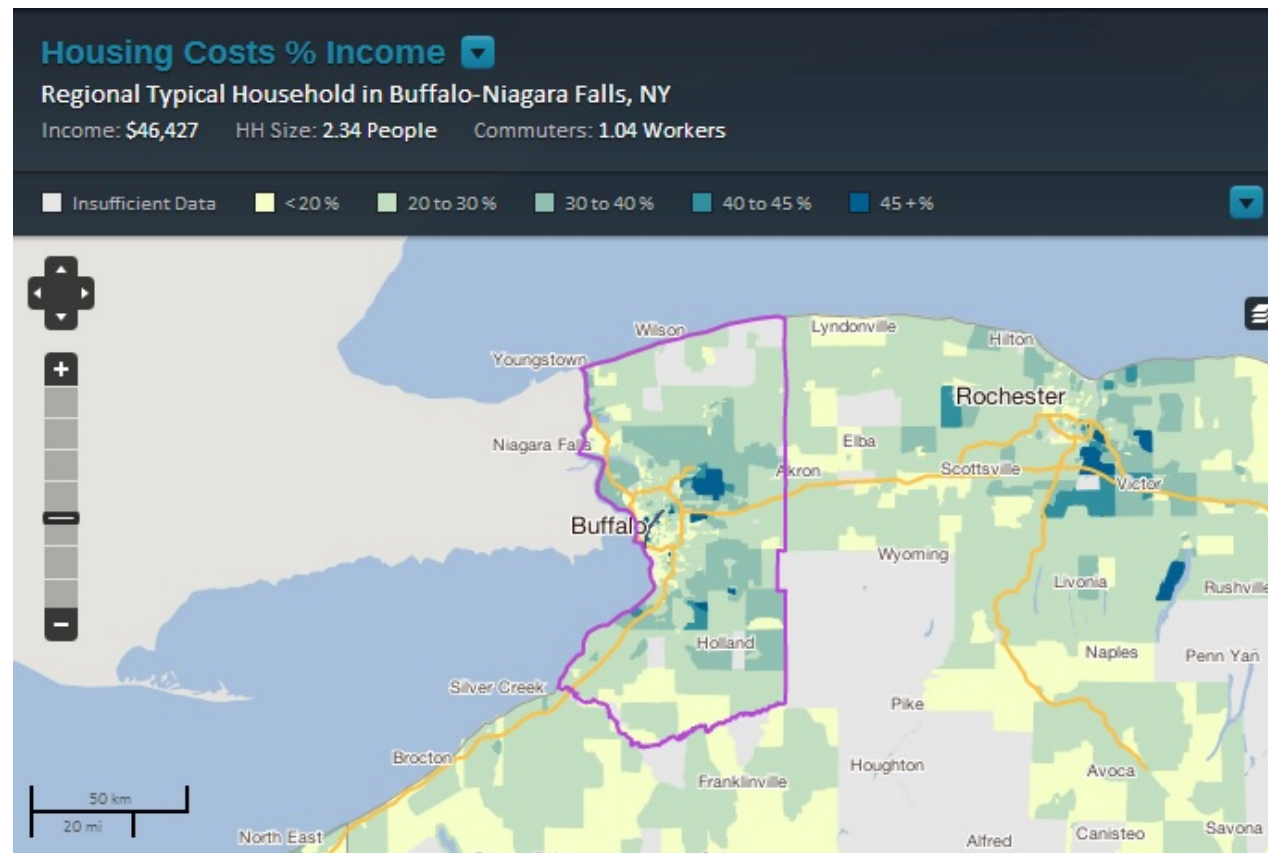 Housing Costs % Income
Regional Typical Household in Buffalo-Niagara Falls, NY
Income: $46,427 HH Size: 2.34 People Commuters: 1.04 Workers
Insufficient Data <20% 20 to 30% 30 to 40% 40 to 45% 45+%
Wilson
Lyndonville
Hilton
Youngstown
Rochester
Niagara Falls
Elba
Akron
Scottsville
Victor
Buffalo
Wyoming
Livonia
Rushville
Holland
Naples
Penn Yan
Silver Creek
Pike
Brocton
Houghton
Avoca
Franklinville
50 km
20 mi
North East
Alfred
Canisteo
Savona